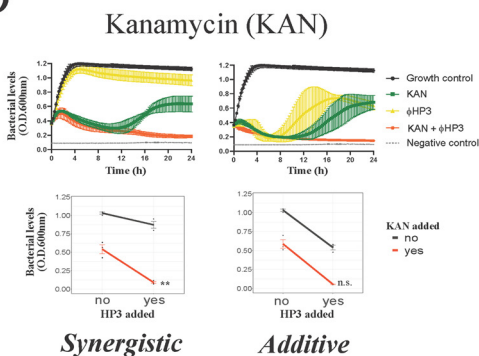 Kanamycin (KAN)
Bacterial levels
(O.D.600nm)
1.2
1.0
0.8
0.6
0.4
0.2
0.0
0 4 8 12 16 20 24
Time (h)
1.2
1.0
0.8
0.6
0.4
0.2
0.0
0 4 8 12 16 20 24
Time (h)
Growth control
KAN
ϕHP3
KAN + ϕHP3
Negative control
Bacterial levels
(O.D.600nm)
1.25
1.00
0.75
0.50
0.25
0.00
**
no yes
HP3 added
1.25
1.00
0.75
0.50
0.25
0.00
n.s.
no yes
HP3 added
KAN added
no
yes
Synergistic
Additive